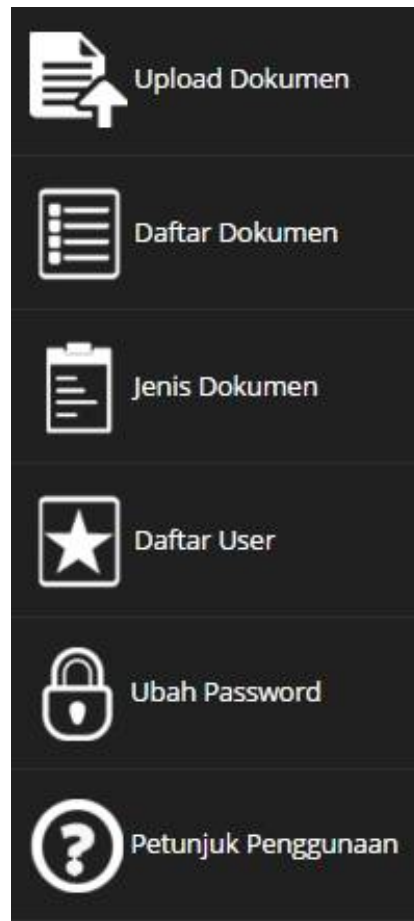 Upload Dokumen
Daftar Dokumen
Jenis Dokumen
Daftar User
Ubah Password
Petunjuk Penggunaan